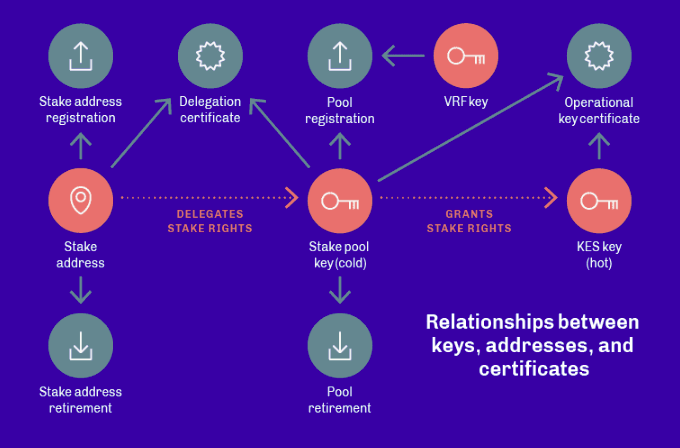 Stake address
registration
Delegation
certificate
Pool
registration
VRF key
Operational
key certificate
DELEGATES
STAKE RIGHTS
GRANTS
STAKE RIGHTS
Stake
address
Stake pool
key (cold)
KES key
(hot)
Relationships between
keys, addresses, and
certificates
Stake address
retirement
Pool
retirement